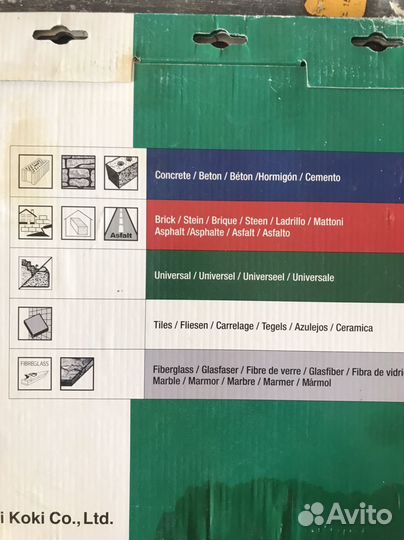 Concrete / Beton / Béton /Hormigón / Cemento
Brick / Stein / Brique / Steen / Ladrillo / Mattoni
Asphalt /Asphalte / Asfalt / Asfalto
Asfalt
Universal / Universel / Universeel / Universale
Tiles / Fliesen / Carrelage / Tegels / Azulejos / Ceramica
FIBREGLASS
Fiberglass / Glasfaser / Fibre de verre / Glasfiber / Fibra de vidri
Marble / Marmor / Marbre / Marmer / Mármol
i Koki Co., Ltd.
Avito